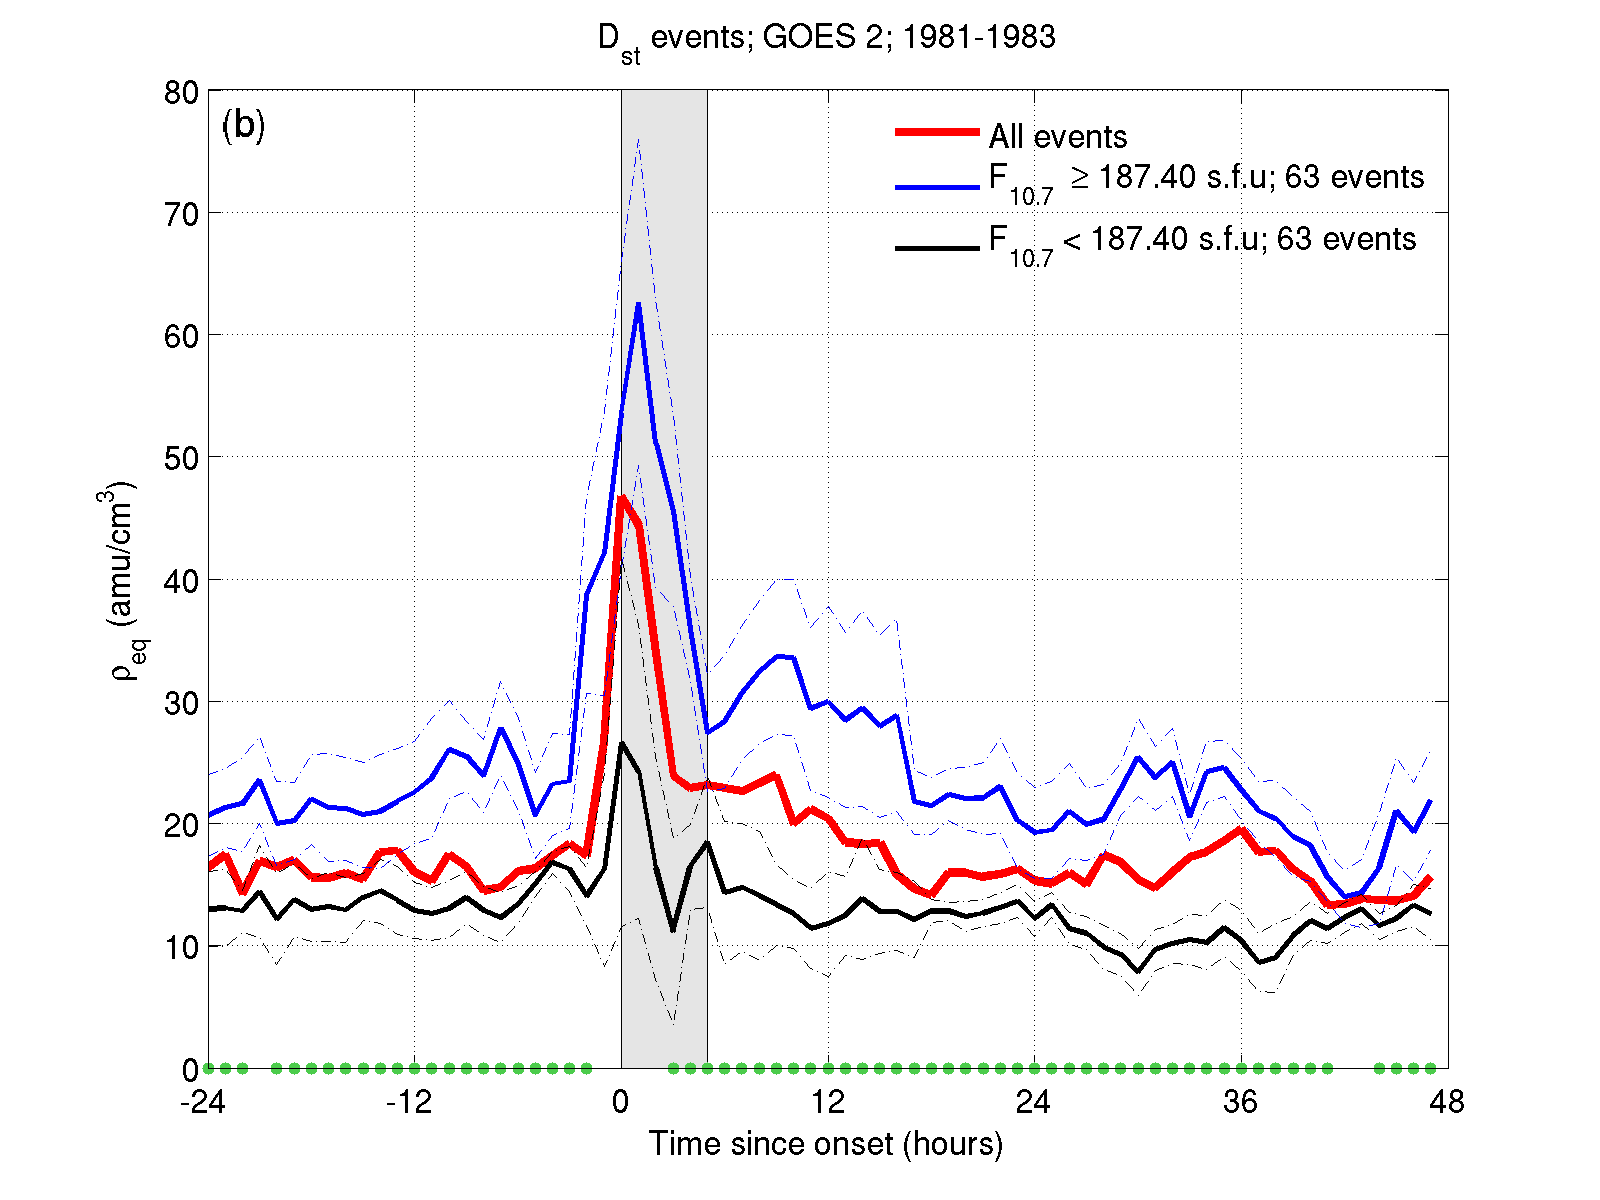 D_st events; GOES 2; 1981-1983
(b)
All events
F_10.7 ≥ 187.40 s.f.u; 63 events
F_10.7 < 187.40 s.f.u; 63 events
80
70
60
50
40
30
20
10
0
ρ_eq (amu/cm^3)
-24 -12 0 12 24 36 48
Time since onset (hours)